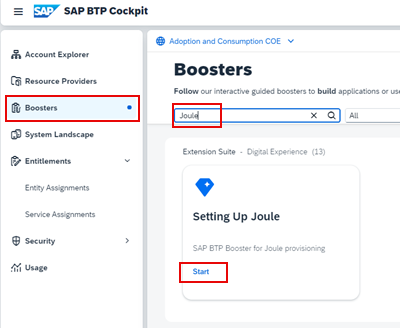 SAP SAP BTP Cockpit
Account Explorer
Resource Providers
Boosters
System Landscape
Entitlements
Entity Assignments
Service Assignments
Security
Usage
Adoption and Consumption COE
Boosters
Follow our interactive guided boosters to build applications or use
Joule
All
Extension Suite - Digital Experience (13)
Setting Up Joule
SAP BTP Booster for Joule provisioning
Start